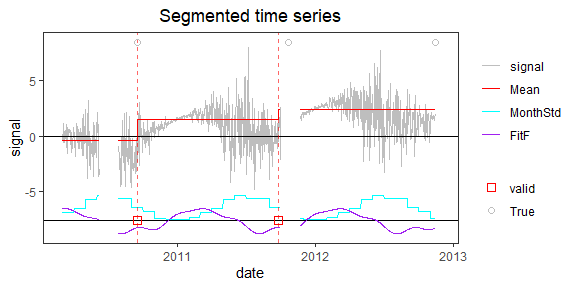 Segmented time series
5
0
-5
signal
2011
2012
2013
date
signal
Mean
MonthStd
FitF
valid
True